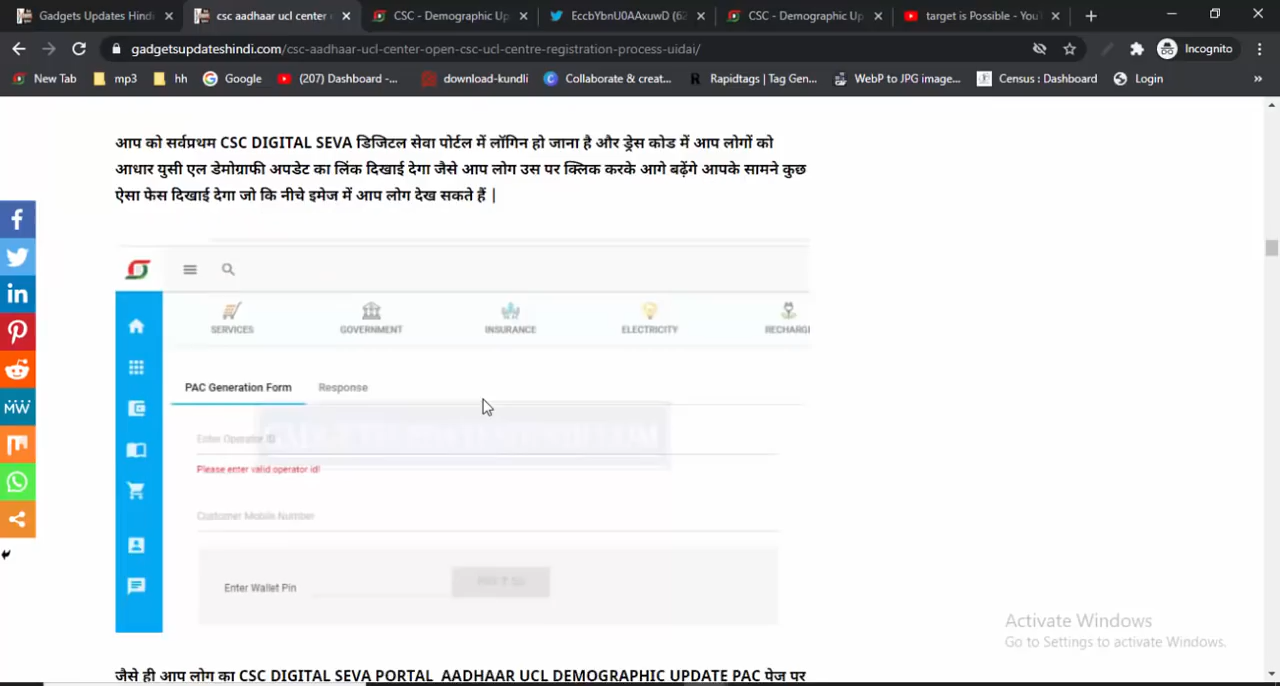 Gadgets Updates Hindi
csc aadhaar ucl center
CSC - Demographic Up
EccbYbnU0AAxuwD (6
CSC - Demographic Up
target is Possible - You
Incognito
gadgetsupdateshindi.com/csc-aadhaar-ucl-center-open-csc-ucl-centre-registration-process-uidai/
New Tab
mp3
hh
Google
(207) Dashboard -...
download-kundli
Collaborate & creat...
Rapidtags | Tag Gen...
WebP to JPG image...
Census : Dashboard
Login
»
आप को सर्वप्रथम CSC DIGITAL SEVA डिजिटल सेवा पोर्टल में लॉगिन हो जाना है और ड्रेस कोड में आप लोगों को
आधार युसी एल डेमोग्राफी अपडेट का लिंक दिखाई देगा जैसे आप लोग उस पर क्लिक करके आगे बढ़ेंगे आपके सामने कुछ
ऐसा फेस दिखाई देगा जो कि नीचे इमेज में आप लोग देख सकते हैं |
SERVICES
GOVERNMENT
INSURANCE
ELECTRICITY
RECHARG
PAC Generation Form
Response
Enter Operator ID
Please enter valid operator id!
Customer Mobile Number
Enter Wallet Pin
MW
Activate Windows
Go to Settings to activate Windows.
जैसे ही आप लोग का CSC DIGITAL SEVA PORTAL AADHAAR UCL DEMOGRAPHIC UPDATE PAC पेज पर